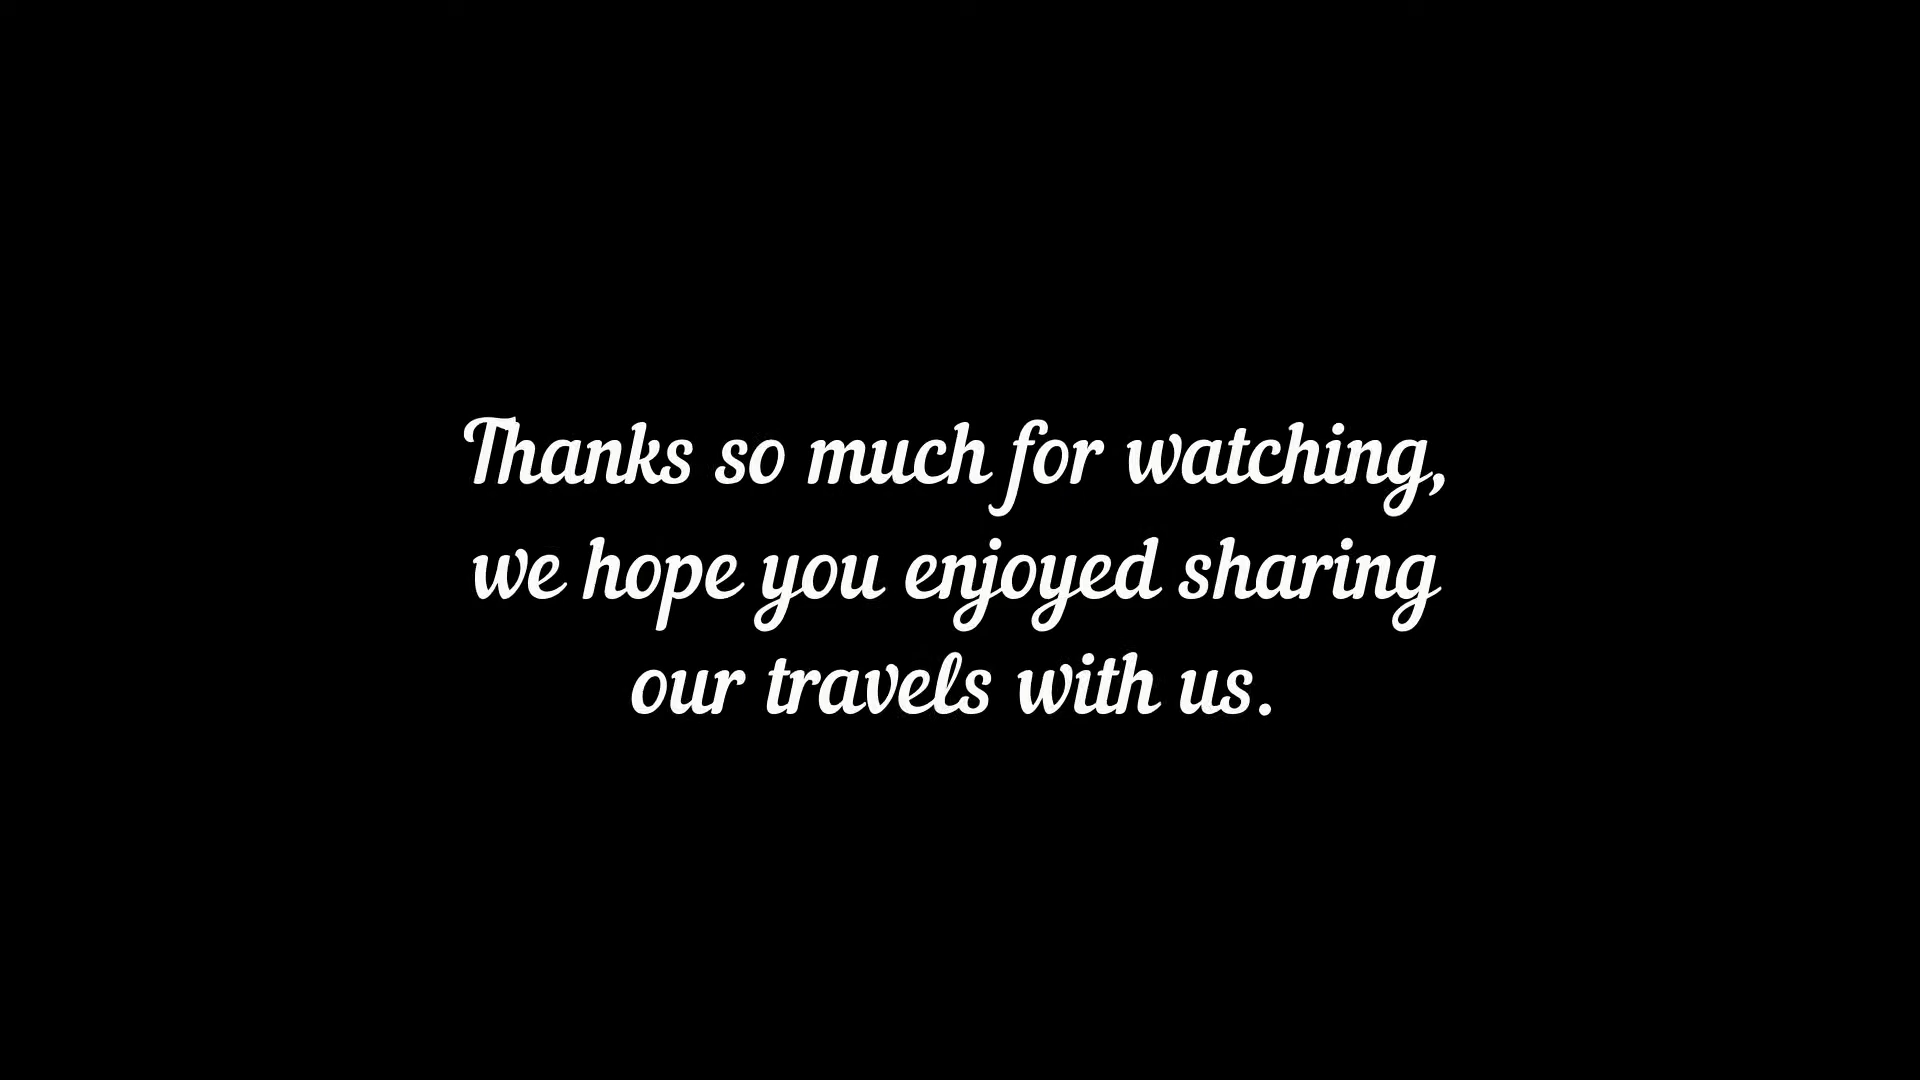 Thanks so much for watching,
we hope you enjoyed sharing
our travels with us.